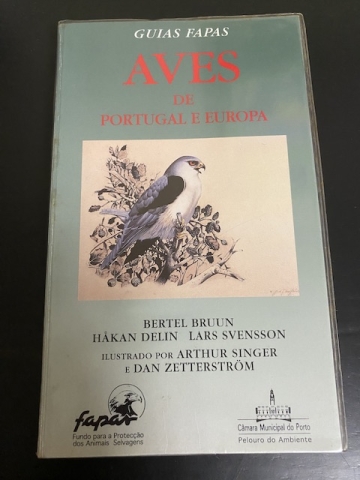 GUIAS FAPAS
AVES
DE
PORTUGAL E EUROPA
BERTEL BRUUN
HÅKAN DELIN LARS SVENSSON
ILUSTRADO POR ARTHUR SINGER
E DAN ZETTERSTRÖM
fapas
Fundo para a Protecção
dos Animais Selvagens
Câmara Municipal do Porto
Pelouro do Ambiente